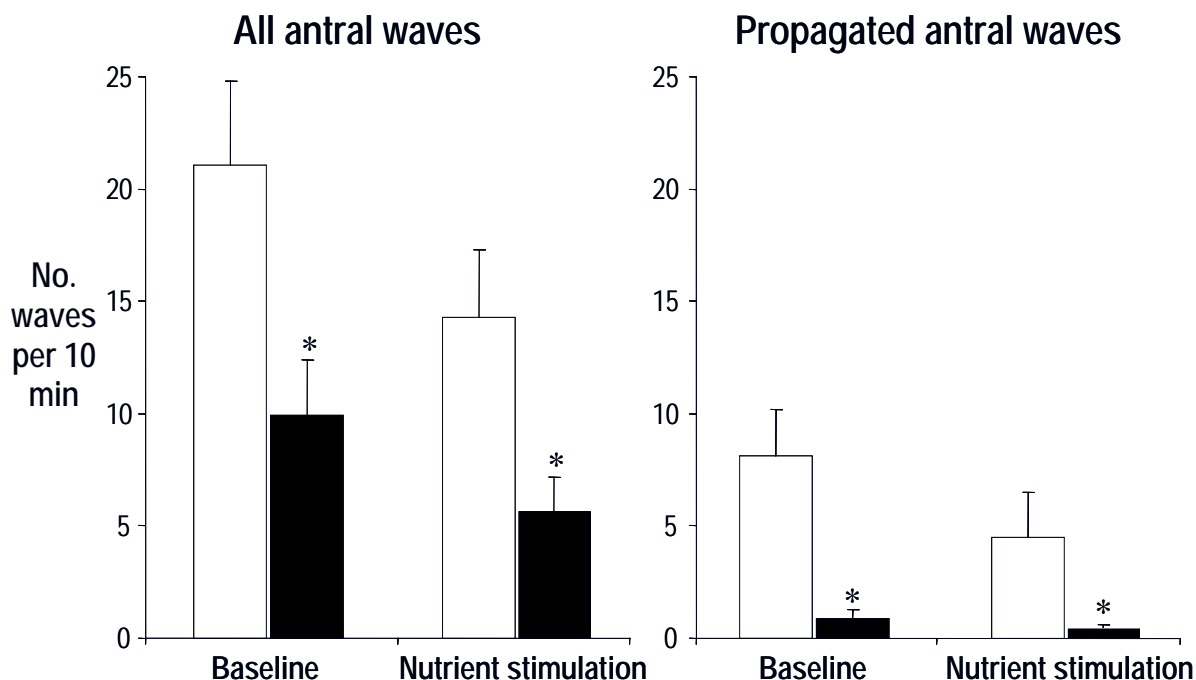 All antral waves
Propagated antral waves
No.
waves
per 10
min
25
20
15
10
5
0
*
*
Baseline
Nutrient stimulation
25
20
15
10
5
0
*
*
Baseline
Nutrient stimulation